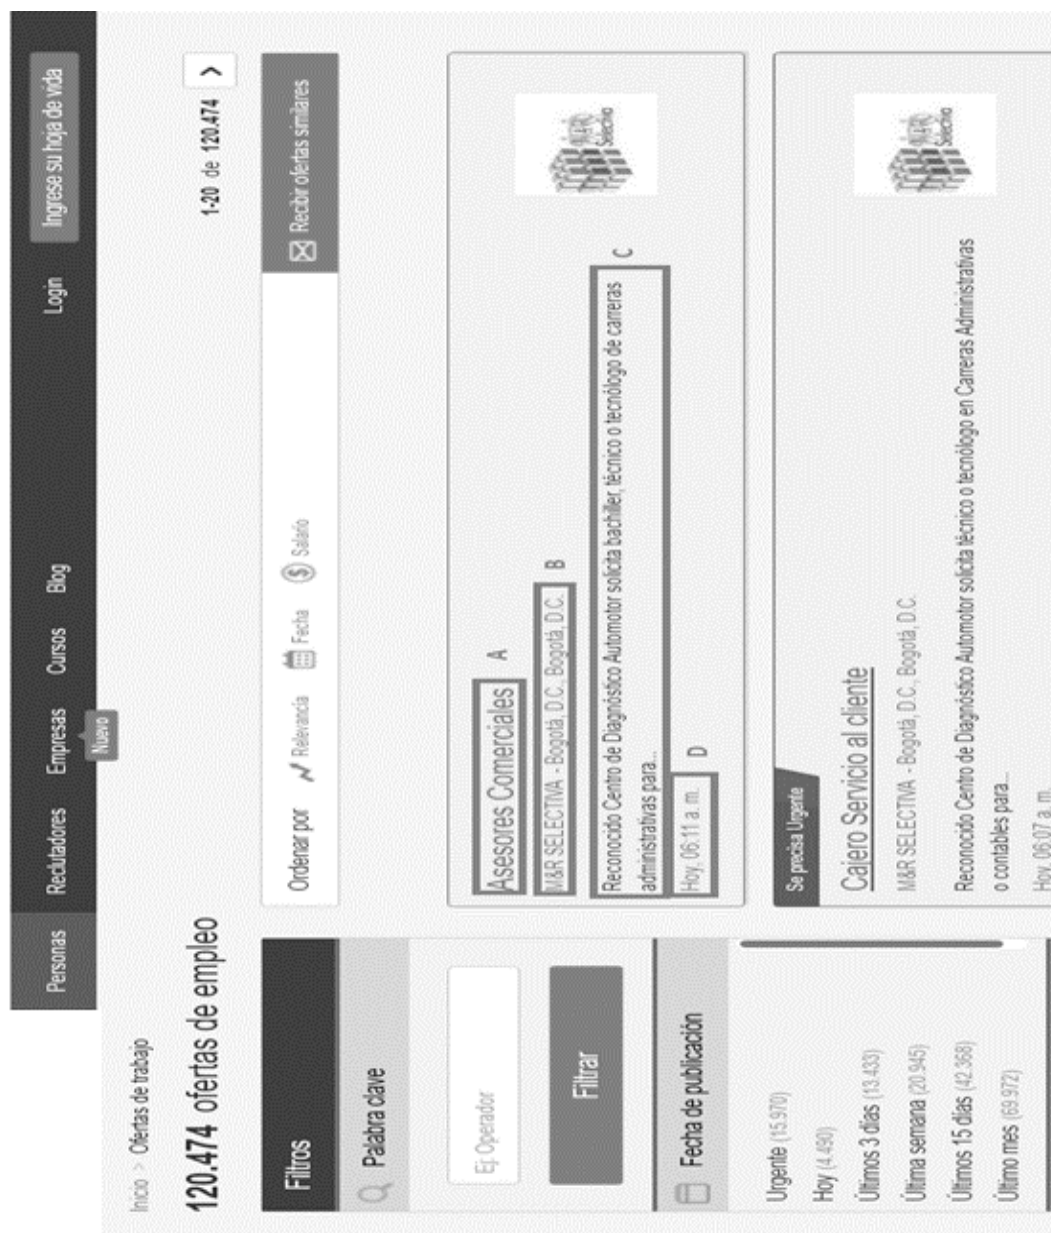 Personas Reclutadores Empresas Cursos Blog Login Ingrese su hoja de vida
Nuevo
Inicio > Ofertas de trabajo
120.474 ofertas de empleo
1-20 de 120.474 >
Filtros
Palabra clave
Ej. Operador
Filtrar
Fecha de publicación
Urgente (15.970)
Hoy (4.490)
Últimos 3 días (13.433)
Última semana (20.945)
Últimos 15 días (42.368)
Último mes (69.972)
Ordenar por Relevancia Fecha Salario Recibir ofertas similares
Asesores Comerciales A
M&R SELECTIVA - Bogotá, D.C., Bogotá, D.C. B
Reconocido Centro de Diagnóstico Automotor solicita bachiller, técnico o tecnólogo de carreras C
administrativas para...
Hoy, 06:11 a. m. D
Selectiva
Se precisa Urgente
Cajero Servicio al cliente
M&R SELECTIVA - Bogotá, D.C., Bogotá, D.C.
Reconocido Centro de Diagnóstico Automotor solicita técnico o tecnólogo en Carreras Administrativas
o contables para...
Hoy, 06:07 a. m.
Selectiva